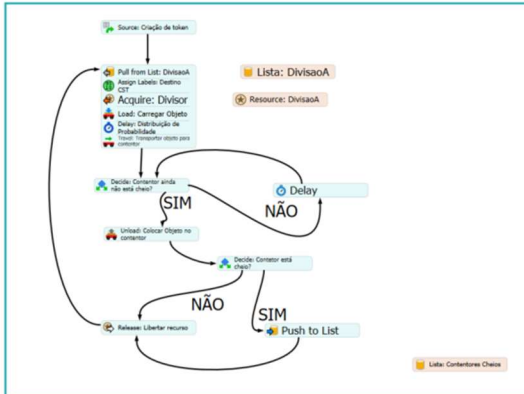 Source: Criação de token
Pull from List: DivisaoA
Assign Labels: Destino
CST
Acquire: Divisor
Load: Carregar Objeto
Delay: Distribuição de
Probabilidade
Travel: Transportar objeto para
contentor
Lista: DivisaoA
Resource: DivisaoA
Decide: Contentor ainda
não está cheio?
Delay
SIM
NÃO
Unload: Colocar Objeto no
contentor
Decide: Contetor está
cheio?
NÃO
SIM
Release: Libertar recurso
Push to List
Lista: Contentores Cheios